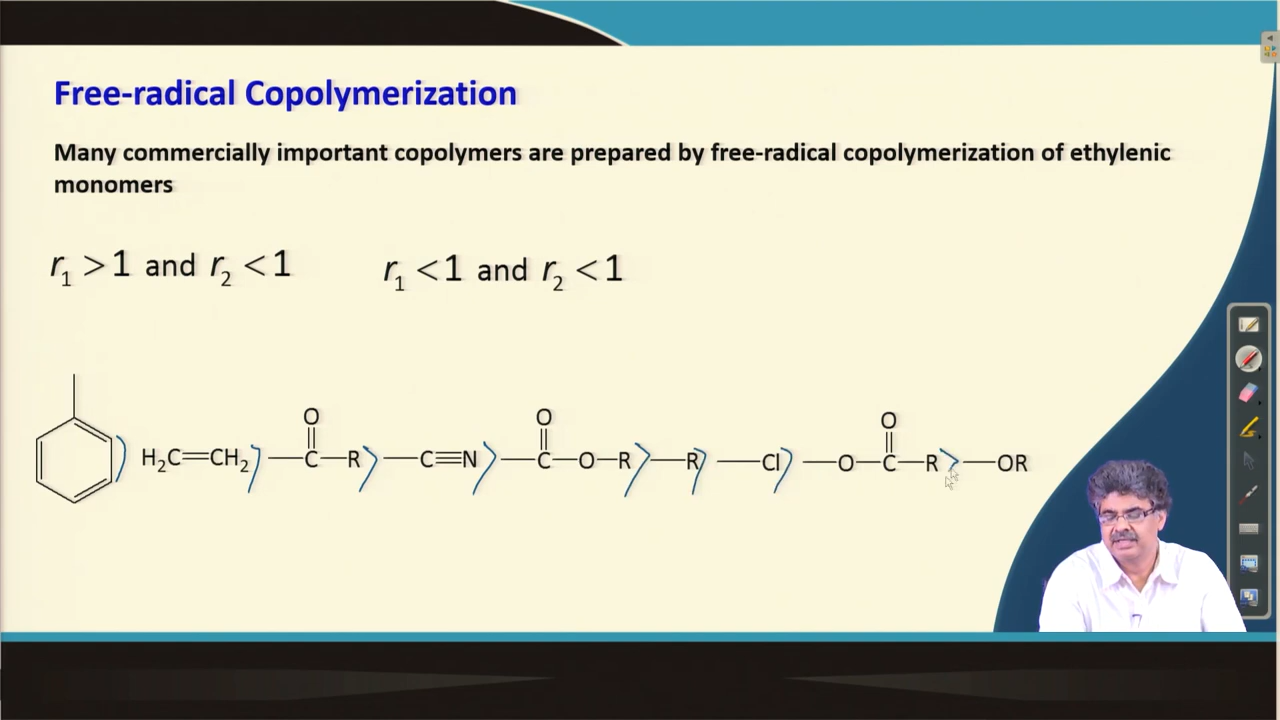 Free-radical Copolymerization
Many commercially important copolymers are prepared by free-radical copolymerization of ethylenic
monomers
r₁ >1 and r₂ <1
r₁ <1 and r₂ <1
H₂C=CH₂ —C(=O)—R —C≡N —C(=O)—O—R —R —Cl —O—C(=O)—R —OR